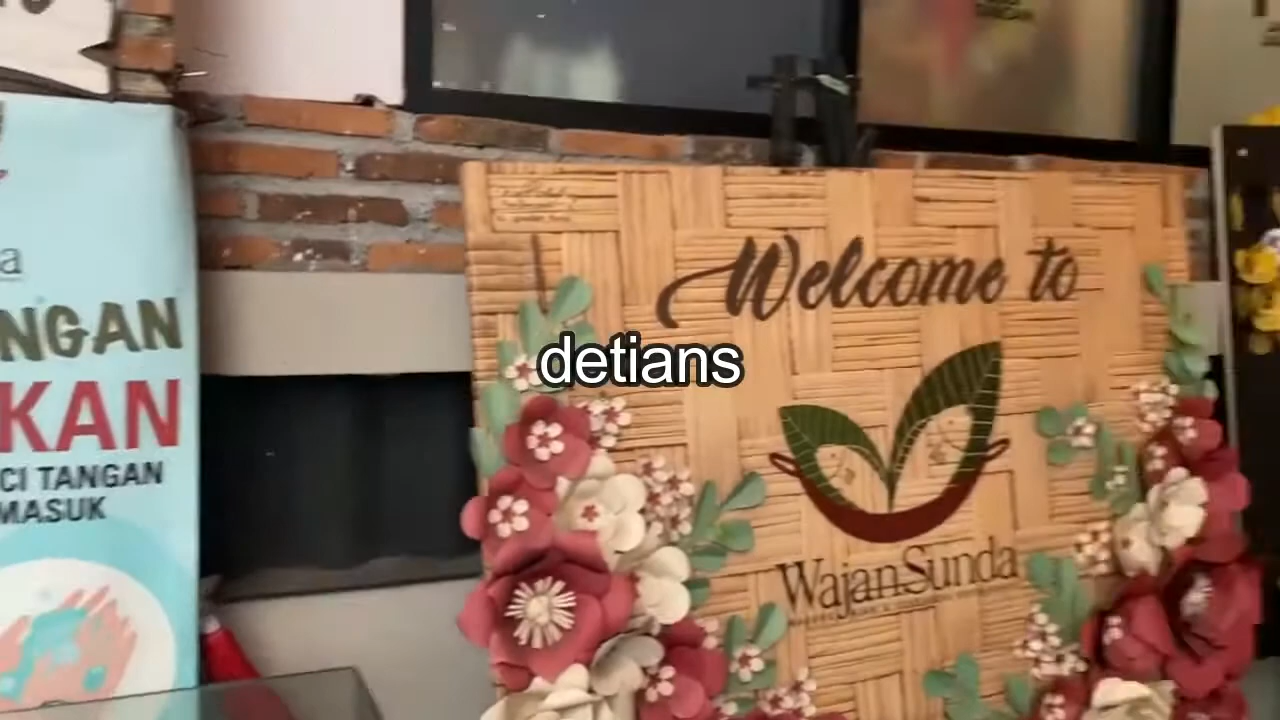 NGAN
KAN
CI TANGAN
MASUK
Welcome to
detians
WajanSunda